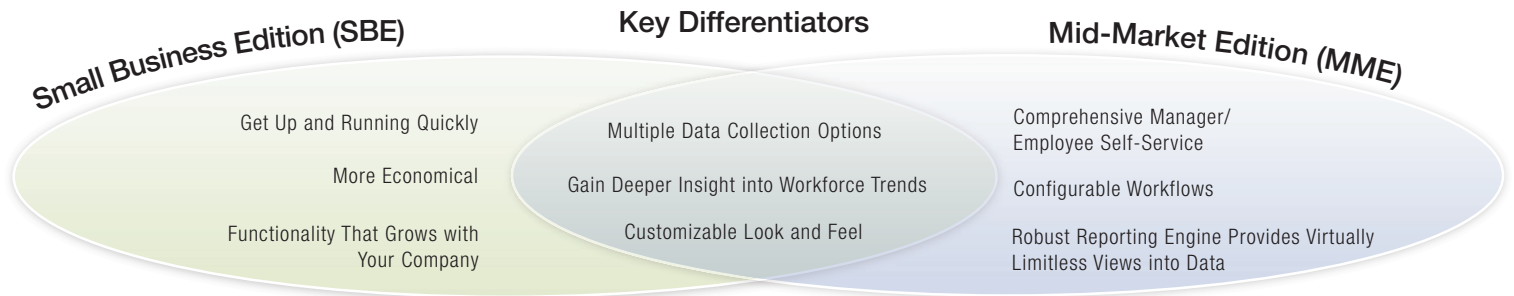 Small Business Edition (SBE)
Key Differentiators
Mid-Market Edition (MME)
Get Up and Running Quickly
More Economical
Functionality That Grows with
Your Company
Multiple Data Collection Options
Gain Deeper Insight into Workforce Trends
Customizable Look and Feel
Comprehensive Manager/
Employee Self-Service
Configurable Workflows
Robust Reporting Engine Provides Virtually
Limitless Views into Data